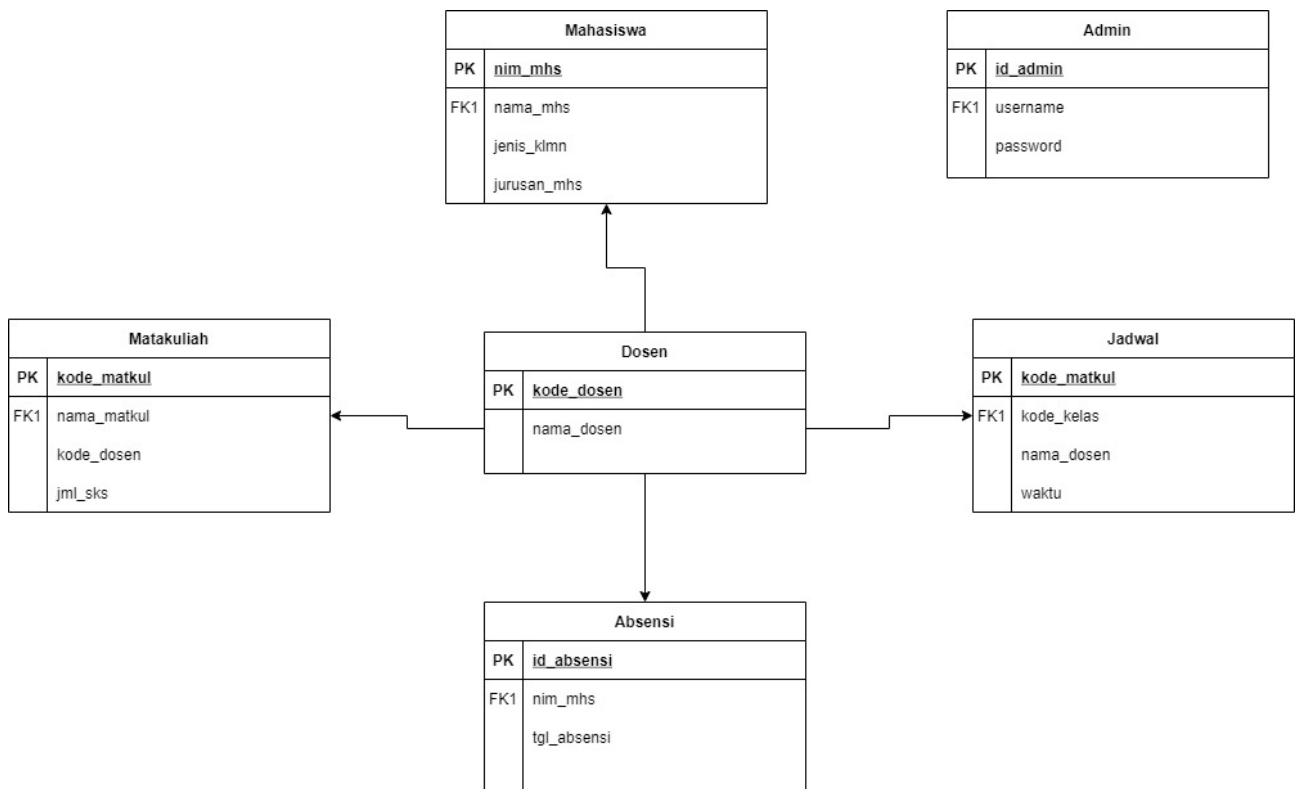 Mahasiswa
PK nim_mhs
FK1 nama_mhs
jenis_klmn
jurusan_mhs
Admin
PK id_admin
FK1 username
password
Matakuliah
PK kode_matkul
FK1 nama_matkul
kode_dosen
jml_sks
Dosen
PK kode_dosen
nama_dosen
Jadwal
PK kode_matkul
FK1 kode_kelas
nama_dosen
waktu
Absensi
PK id_absensi
FK1 nim_mhs
tgl_absensi